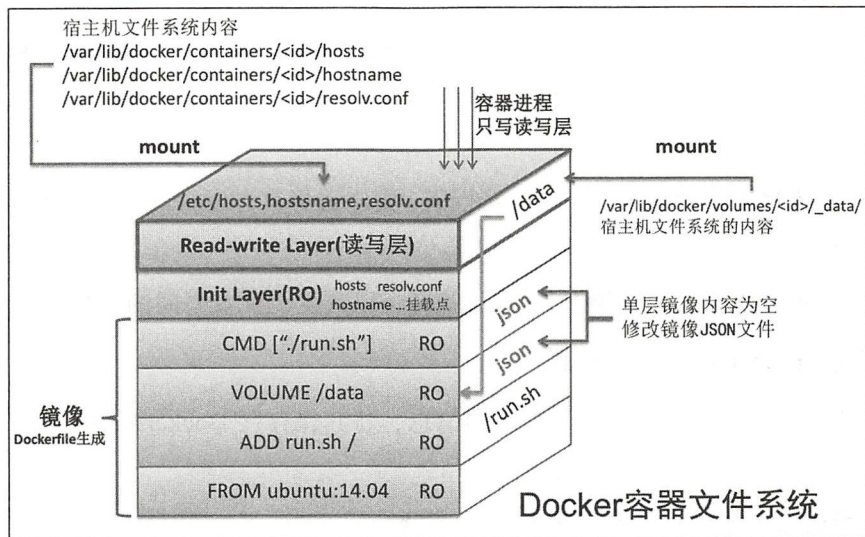 宿主机文件系统内容
/var/lib/docker/containers/<id>/hosts
/var/lib/docker/containers/<id>/hostname
/var/lib/docker/containers/<id>/resolv.conf
容器进程
只写读写层
mount
mount
/etc/hosts,hostsname,resolv.conf
/data
/var/lib/docker/volumes/<id>/_data/
宿主机文件系统的内容
Read-write Layer(读写层)
Init Layer(RO)
hosts resolv.conf
hostname ...挂载点
json
单层镜像内容为空
修改镜像JSON文件
CMD ["./run.sh"] RO
json
VOLUME /data RO
/run.sh
镜像
Dockerfile生成
ADD run.sh / RO
FROM ubuntu:14.04 RO
Docker容器文件系统